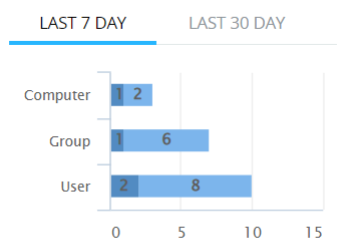 LAST 7 DAY LAST 30 DAY
Computer 1 2
Group 1 6
User 2 8
0 5 10 15